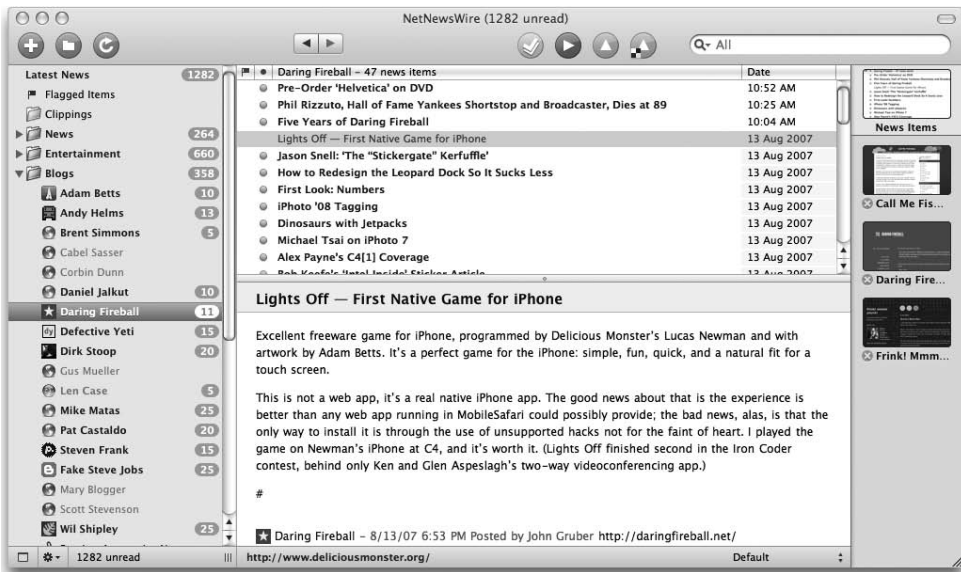 NetNewsWire (1282 unread)
All
Latest News 1282
Flagged Items
Clippings
News 264
Entertainment 660
Blogs 358
Adam Betts 10
Andy Helms 13
Brent Simmons 5
Cabel Sasser
Corbin Dunn
Daniel Jalkut 10
Daring Fireball 11
Defective Yeti 15
Dirk Stoop 20
Gus Mueller
Len Case 5
Mike Matas 25
Pat Castaldo 20
Steven Frank 15
Fake Steve Jobs 25
Mary Blogger
Scott Stevenson
Wil Shipley 25
1282 unread
Daring Fireball – 47 news items Date
Pre-Order ‘Helvetica’ on DVD 10:52 AM
Phil Rizzuto, Hall of Fame Yankees Shortstop and Broadcaster, Dies at 89 10:25 AM
Five Years of Daring Fireball 10:04 AM
Lights Off — First Native Game for iPhone 13 Aug 2007
Jason Snell: ‘The “Stickergate” Kerfuffle’ 13 Aug 2007
How to Redesign the Leopard Dock So It Sucks Less 13 Aug 2007
First Look: Numbers 13 Aug 2007
iPhoto ’08 Tagging 13 Aug 2007
Dinosaurs with Jetpacks 13 Aug 2007
Michael Tsai on iPhoto 7 13 Aug 2007
Alex Payne’s C4[1] Coverage 13 Aug 2007
Rob Keefe’s ‘Intel Inside’ Sticker Article 13 Aug 2007
Lights Off — First Native Game for iPhone
Excellent freeware game for iPhone, programmed by Delicious Monster’s Lucas Newman and with
artwork by Adam Betts. It’s a perfect game for the iPhone: simple, fun, quick, and a natural fit for a
touch screen.
This is not a web app, it’s a real native iPhone app. The good news about that is the experience is
better than any web app running in MobileSafari could possibly provide; the bad news, alas, is that the
only way to install it is through the use of unsupported hacks not for the faint of heart. I played the
game on Newman’s iPhone at C4, and it’s worth it. (Lights Off finished second in the Iron Coder
contest, behind only Ken and Glen Aspeslagh’s two-way videoconferencing app.)
#
Daring Fireball – 8/13/07 6:53 PM Posted by John Gruber http://daringfireball.net/
http://www.deliciousmonster.org/ Default
News Items
Call Me Fis...
Daring Fire...
Frink! Mmm...